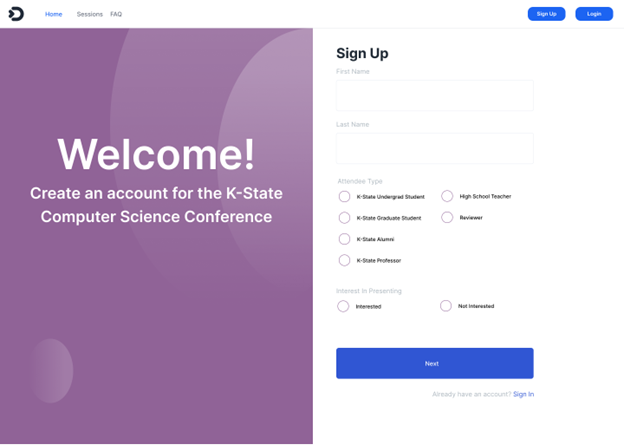 Home Sessions FAQ Sign Up Login
Welcome!
Create an account for the K-State
Computer Science Conference
Sign Up
First Name
Last Name
Attendee Type
K-State Undergrad Student High School Teacher
K-State Graduate Student Reviewer
K-State Alumni
K-State Professor
Interest In Presenting
Interested Not Interested
Next
Already have an account? Sign In